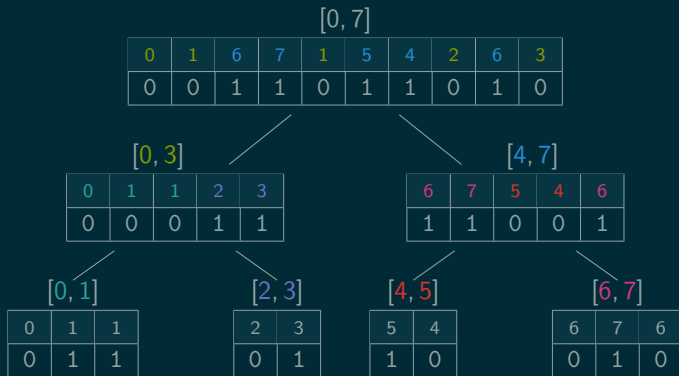 [0, 7]
0 1 6 7 1 5 4 2 6 3
0 0 1 1 0 1 1 0 1 0
[0, 3] [4, 7]
0 1 1 2 3 6 7 5 4 6
0 0 0 1 1 1 1 0 0 1
[0, 1] [2, 3] [4, 5] [6, 7]
0 1 1 2 3 5 4 6 7 6
0 1 1 0 1 1 0 0 1 0